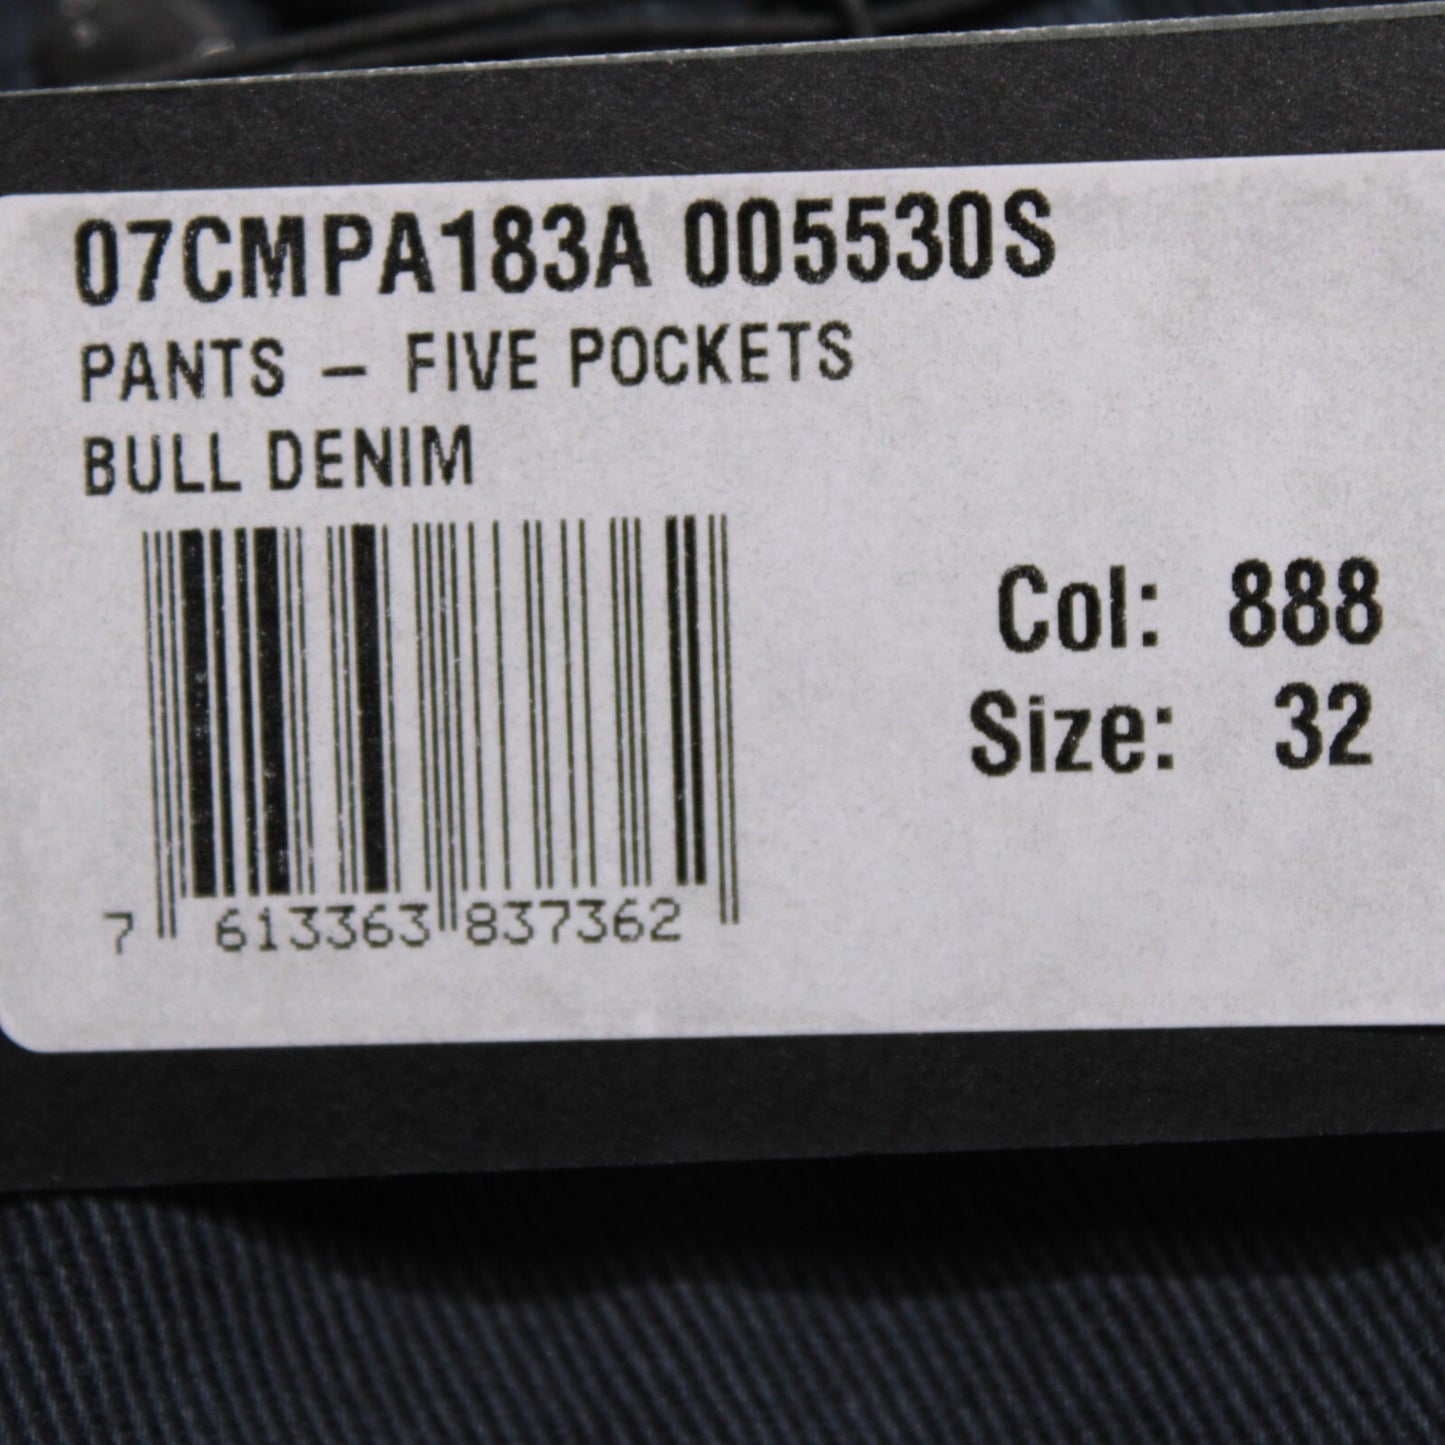 07CMPA183A 005530S
PANTS – FIVE POCKETS
BULL DENIM
Col: 888
Size: 32
7 613363 837362